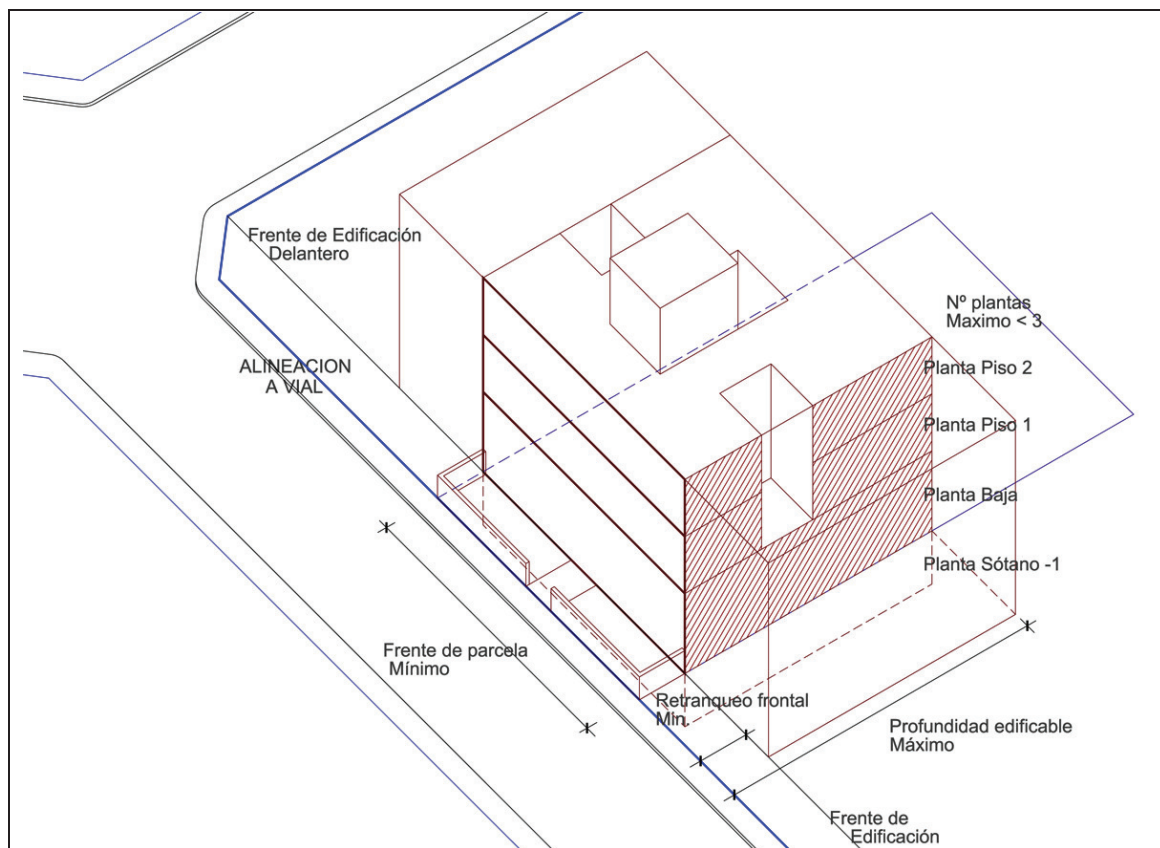 Frente de Edificación
Delantero
Nº plantas
Maximo < 3
Planta Piso 2
ALINEACION
A VIAL
Planta Piso 1
Planta Baja
Planta Sótano -1
Frente de parcela
Mínimo
Retranqueo frontal
Min.
Profundidad edificable
Máximo
Frente de
Edificación